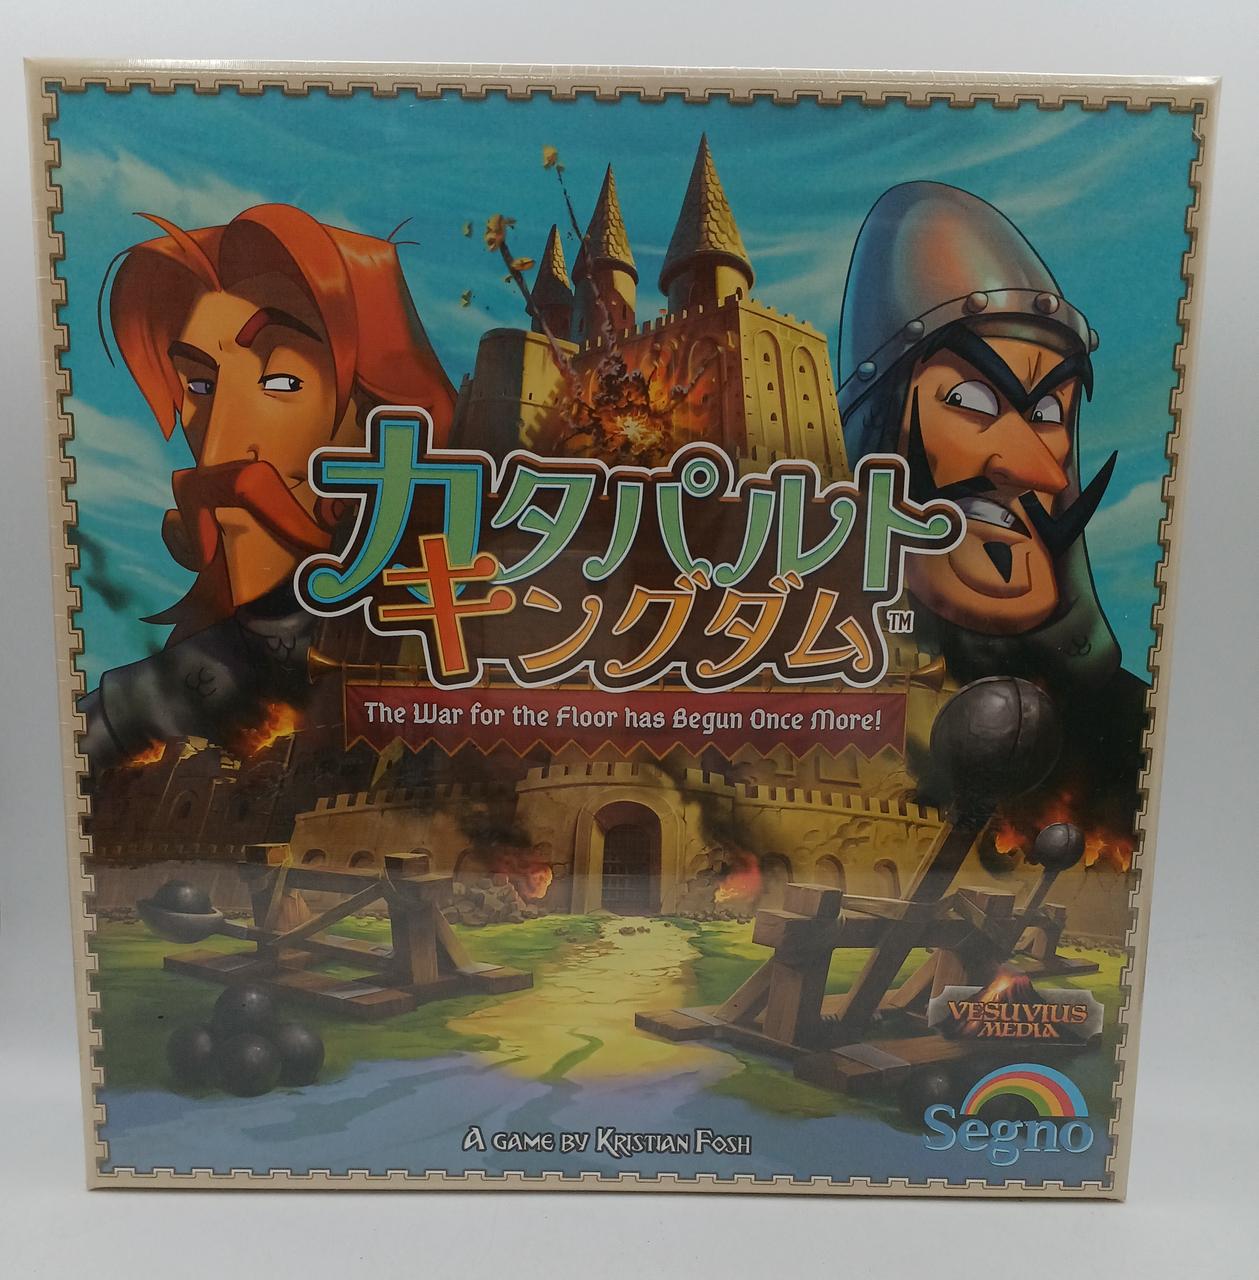 カタパルト
キングダム™
The War for the Floor has Begun Once More!
VESUVIUS
MEDIA
Segno
A GAME BY KRISTIAN FOSH